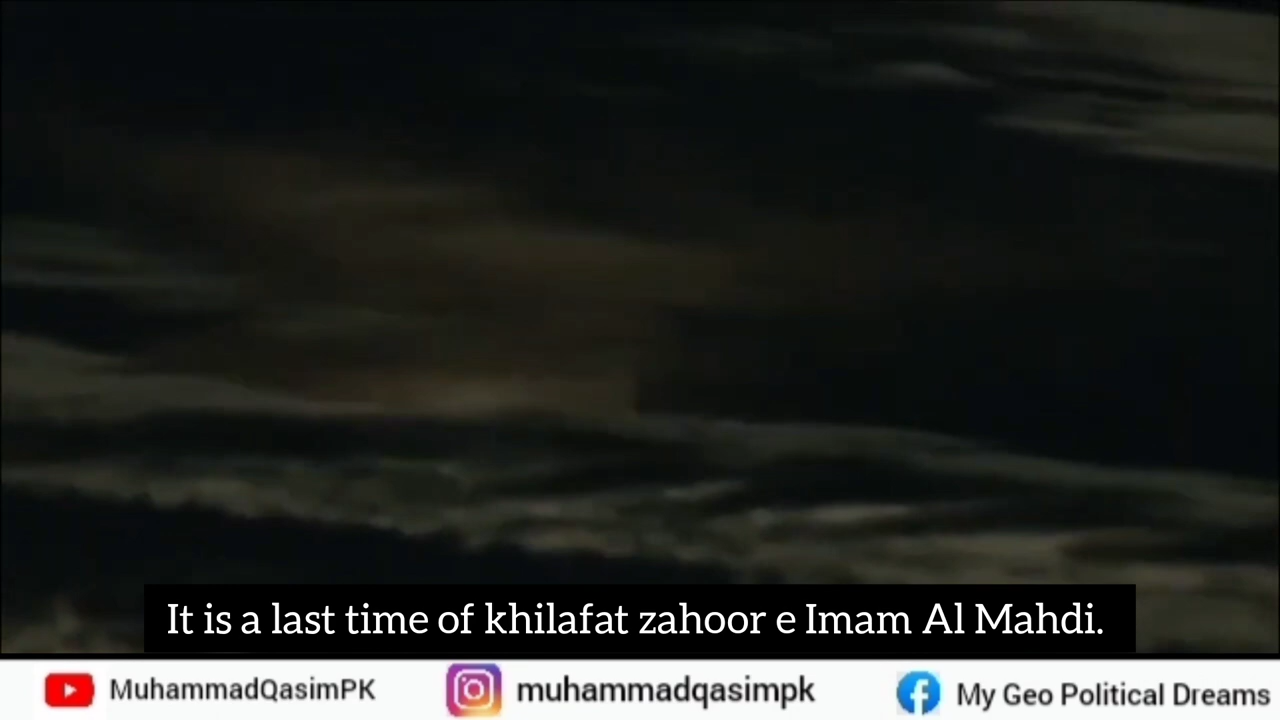 It is a last time of khilafat zahoor e Imam Al Mahdi.
MuhammadQasimPK muhammadqasimpk My Geo Political Dreams